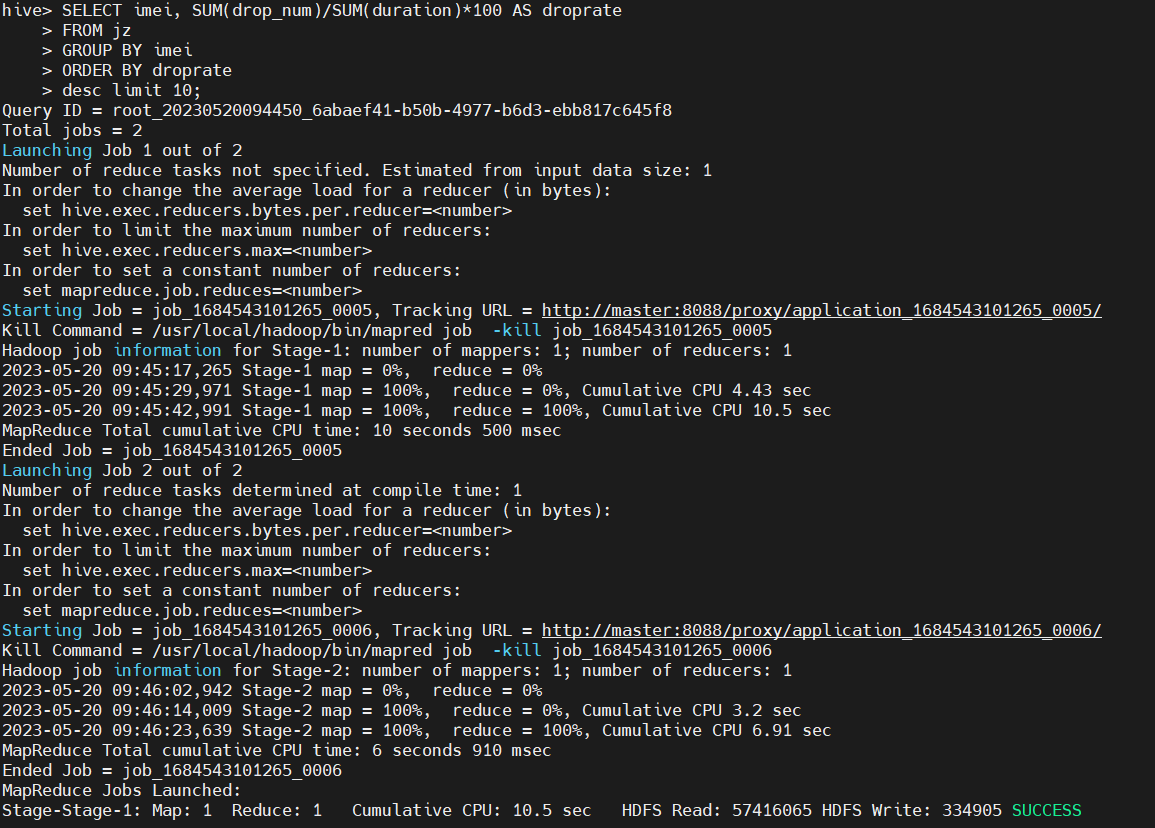 hive> SELECT imei, SUM(drop_num)/SUM(duration)*100 AS droprate
    > FROM jz
    > GROUP BY imei
    > ORDER BY droprate
    > desc limit 10;
Query ID = root_20230520094450_6abaef41-b50b-4977-b6d3-ebb817c645f8
Total jobs = 2
Launching Job 1 out of 2
Number of reduce tasks not specified. Estimated from input data size: 1
In order to change the average load for a reducer (in bytes):
  set hive.exec.reducers.bytes.per.reducer=<number>
In order to limit the maximum number of reducers:
  set hive.exec.reducers.max=<number>
In order to set a constant number of reducers:
  set mapreduce.job.reduces=<number>
Starting Job = job_1684543101265_0005, Tracking URL = http://master:8088/proxy/application_1684543101265_0005/
Kill Command = /usr/local/hadoop/bin/mapred job  -kill job_1684543101265_0005
Hadoop job information for Stage-1: number of mappers: 1; number of reducers: 1
2023-05-20 09:45:17,265 Stage-1 map = 0%,  reduce = 0%
2023-05-20 09:45:29,971 Stage-1 map = 100%,  reduce = 0%, Cumulative CPU 4.43 sec
2023-05-20 09:45:42,991 Stage-1 map = 100%,  reduce = 100%, Cumulative CPU 10.5 sec
MapReduce Total cumulative CPU time: 10 seconds 500 msec
Ended Job = job_1684543101265_0005
Launching Job 2 out of 2
Number of reduce tasks determined at compile time: 1
In order to change the average load for a reducer (in bytes):
  set hive.exec.reducers.bytes.per.reducer=<number>
In order to limit the maximum number of reducers:
  set hive.exec.reducers.max=<number>
In order to set a constant number of reducers:
  set mapreduce.job.reduces=<number>
Starting Job = job_1684543101265_0006, Tracking URL = http://master:8088/proxy/application_1684543101265_0006/
Kill Command = /usr/local/hadoop/bin/mapred job  -kill job_1684543101265_0006
Hadoop job information for Stage-2: number of mappers: 1; number of reducers: 1
2023-05-20 09:46:02,942 Stage-2 map = 0%,  reduce = 0%
2023-05-20 09:46:14,009 Stage-2 map = 100%,  reduce = 0%, Cumulative CPU 3.2 sec
2023-05-20 09:46:23,639 Stage-2 map = 100%,  reduce = 100%, Cumulative CPU 6.91 sec
MapReduce Total cumulative CPU time: 6 seconds 910 msec
Ended Job = job_1684543101265_0006
MapReduce Jobs Launched:
Stage-Stage-1: Map: 1  Reduce: 1   Cumulative CPU: 10.5 sec   HDFS Read: 57416065 HDFS Write: 334905 SUCCESS